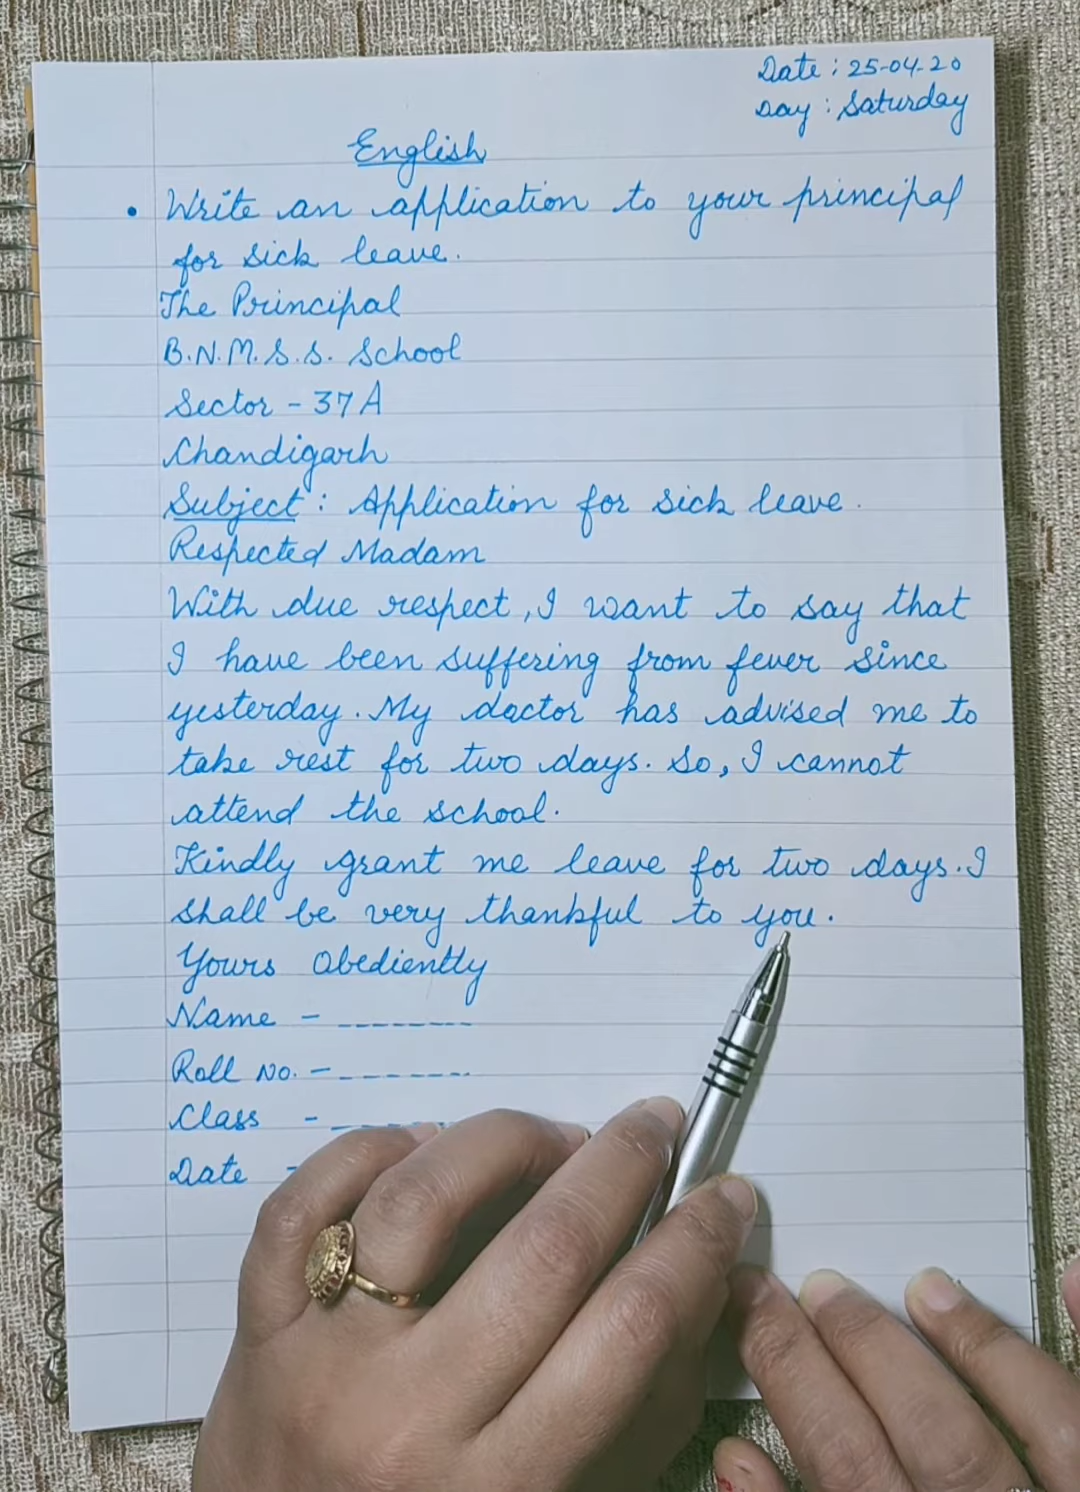 Date : 25-04-20
Day : Saturday
English
• Write an application to your principal
for sick leave.
The Principal
B.N.M.S.S. School
Sector - 37 A
Chandigarh
Subject : Application for sick leave.
Respected Madam
With due respect, I want to say that
I have been suffering from fever since
yesterday. My doctor has advised me to
take rest for two days. So, I cannot
attend the school.
Kindly grant me leave for two days. I
shall be very thankful to you.
Yours Obediently
Name - -------
Roll No. - -------
Class - -----
Date -